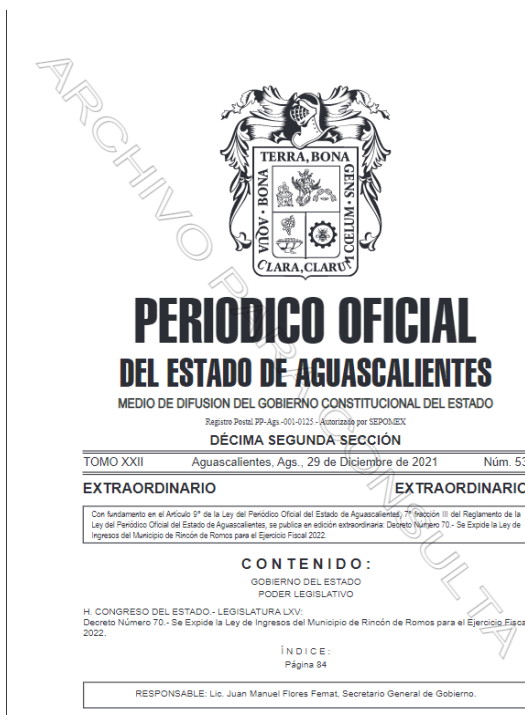 ARCHIVO PARA CONSULTA
TERRA, BONA
AQUA · BONA
GENS · M
CŒLUM
CLARA, CLARU
PERIODICO OFICIAL
DEL ESTADO DE AGUASCALIENTES
MEDIO DE DIFUSION DEL GOBIERNO CONSTITUCIONAL DEL ESTADO
Registro Postal PP-Ags.-001-0125 - Autorizado por SEPOMEX
DÉCIMA SEGUNDA SECCIÓN
TOMO XXII Aguascalientes, Ags., 29 de Diciembre de 2021 Núm. 53
EXTRAORDINARIO EXTRAORDINARIO
Con fundamento en el Artículo 9° de la Ley del Periódico Oficial del Estado de Aguascalientes, 7° fracción III del Reglamento de la
Ley del Periódico Oficial del Estado de Aguascalientes, se publica en edición extraordinaria: Decreto Número 70.- Se Expide la Ley de
Ingresos del Municipio de Rincón de Romos para el Ejercicio Fiscal 2022.
CONTENIDO:
GOBIERNO DEL ESTADO
PODER LEGISLATIVO
H. CONGRESO DEL ESTADO.- LEGISLATURA LXV:
Decreto Número 70.- Se Expide la Ley de Ingresos del Municipio de Rincón de Romos para el Ejercicio Fisca
2022.
ÍNDICE:
Página 84
RESPONSABLE: Lic. Juan Manuel Flores Femat, Secretario General de Gobierno.